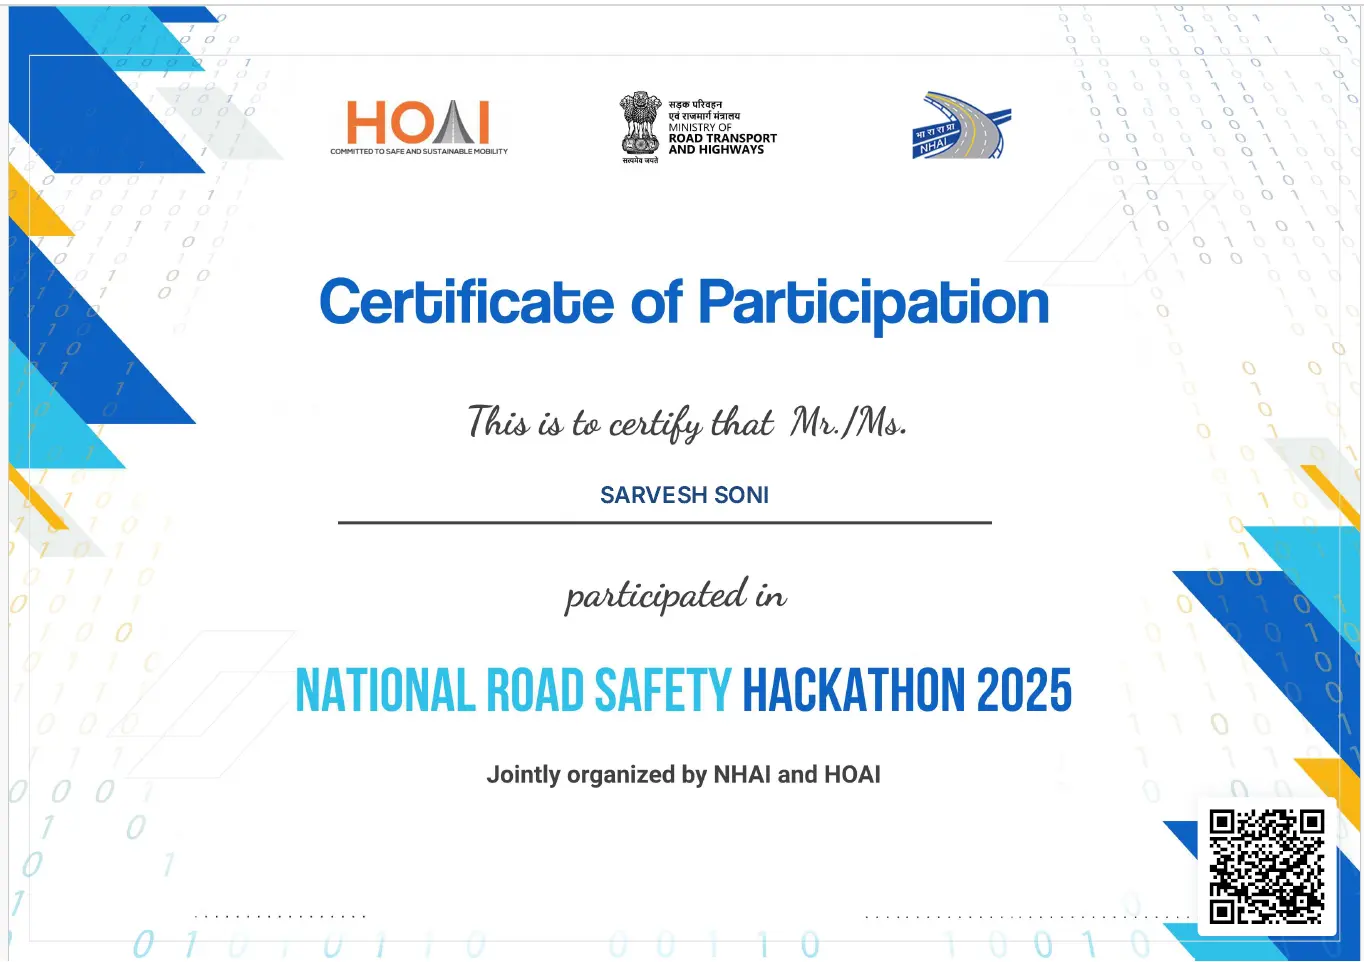 HOAI
COMMITTED TO SAFE AND SUSTAINABLE MOBILITY
सड़क परिवहन
एवं राजमार्ग मंत्रालय
MINISTRY OF
ROAD TRANSPORT
AND HIGHWAYS
सत्यमेव जयते
भा रा रा प्रा
NHAI
Certificate of Participation
This is to certify that Mr./Ms.
SARVESH SONI
participated in
NATIONAL ROAD SAFETY HACKATHON 2025
Jointly organized by NHAI and HOAI